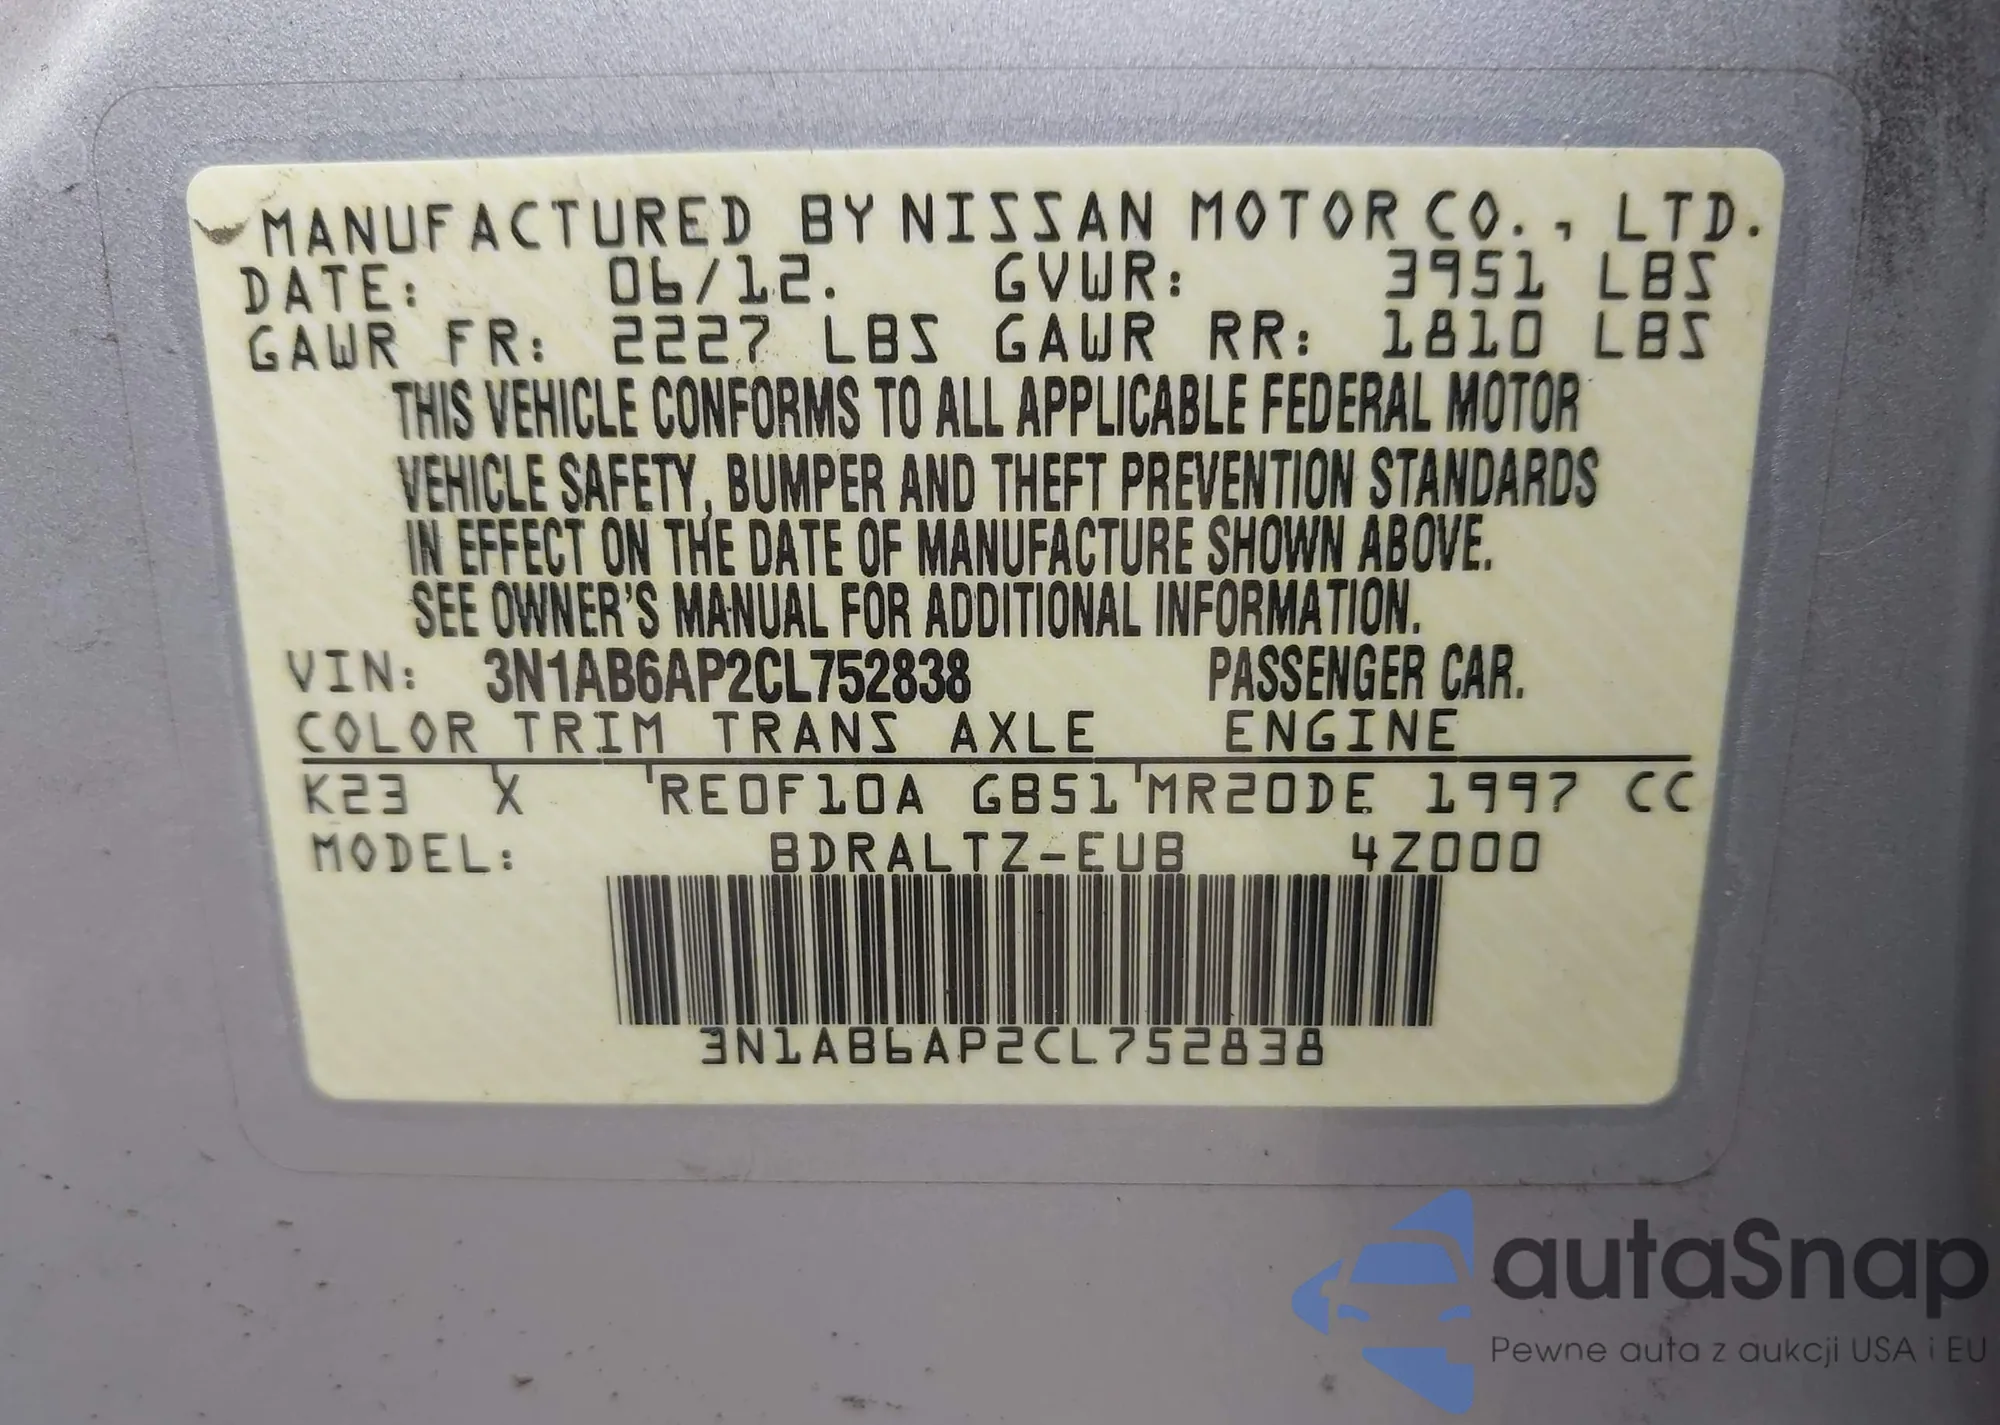 MANUFACTURED BY NISSAN MOTOR CO., LTD.
DATE: 06/12. GVWR: 3951 LBS
GAWR FR: 2227 LBS GAWR RR: 1810 LBS
THIS VEHICLE CONFORMS TO ALL APPLICABLE FEDERAL MOTOR
VEHICLE SAFETY, BUMPER AND THEFT PREVENTION STANDARDS
IN EFFECT ON THE DATE OF MANUFACTURE SHOWN ABOVE.
SEE OWNER'S MANUAL FOR ADDITIONAL INFORMATION.
VIN: 3N1AB6AP2CL752838 PASSENGER CAR.
COLOR TRIM TRANS AXLE ENGINE
K23 X RE0F10A GB51 MR20DE 1997 CC
MODEL: BDRALTZ-EUB 4Z000
3N1AB6AP2CL752838
autaSnap
Pewne auta z aukcji USA i EU